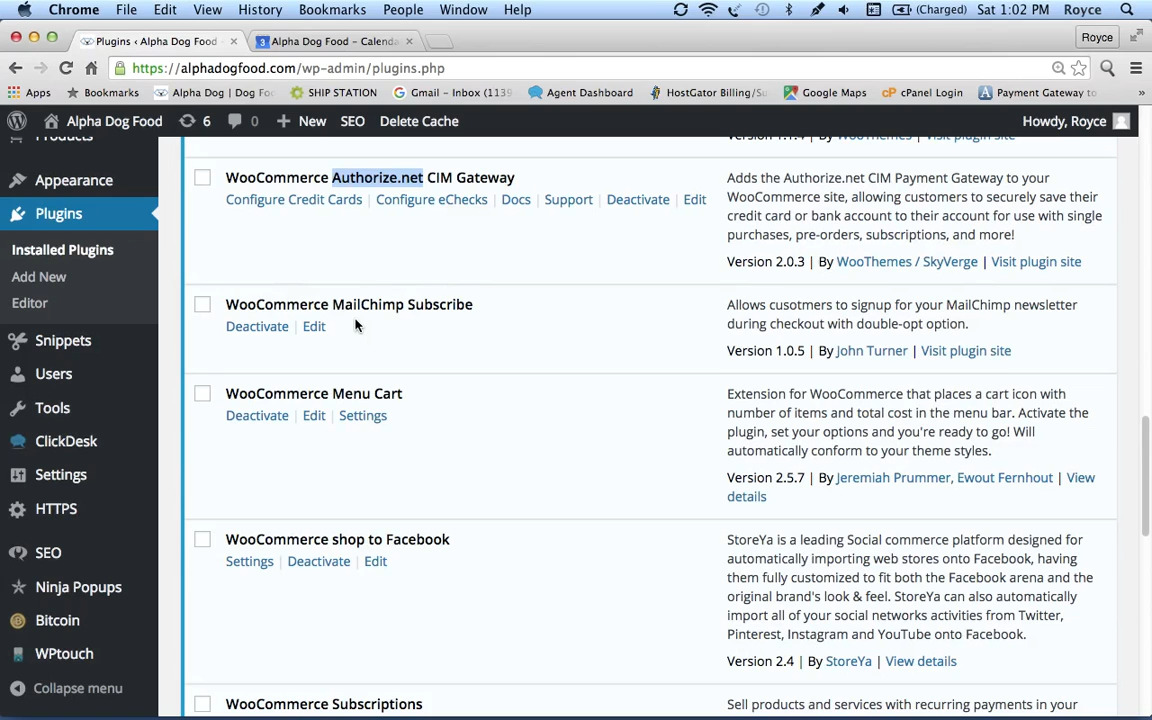 Chrome File Edit View History Bookmarks People Window Help (Charged) Sat 1:02 PM Royce
Plugins ‹ Alpha Dog Food Alpha Dog Food – Calenda Royce
https://alphadogfood.com/wp-admin/plugins.php
Apps Bookmarks Alpha Dog | Dog Fo SHIP STATION Gmail – Inbox (1139 Agent Dashboard HostGator Billing/Su Google Maps cPanel Login Payment Gateway to
Alpha Dog Food 6 0 New SEO Delete Cache Howdy, Royce
Products
Appearance
Plugins
Installed Plugins
Add New
Editor
Snippets
Users
Tools
ClickDesk
Settings
HTTPS
SEO
Ninja Popups
Bitcoin
WPtouch
Collapse menu
Version 1.1.4 | By WooThemes | Visit plugin site
WooCommerce Authorize.net CIM Gateway
Configure Credit Cards | Configure eChecks | Docs | Support | Deactivate | Edit
Adds the Authorize.net CIM Payment Gateway to your
WooCommerce site, allowing customers to securely save their
credit card or bank account to their account for use with single
purchases, pre-orders, subscriptions, and more!
Version 2.0.3 | By WooThemes / SkyVerge | Visit plugin site
WooCommerce MailChimp Subscribe
Deactivate | Edit
Allows cusotmers to signup for your MailChimp newsletter
during checkout with double-opt option.
Version 1.0.5 | By John Turner | Visit plugin site
WooCommerce Menu Cart
Deactivate | Edit | Settings
Extension for WooCommerce that places a cart icon with
number of items and total cost in the menu bar. Activate the
plugin, set your options and you're ready to go! Will
automatically conform to your theme styles.
Version 2.5.7 | By Jeremiah Prummer, Ewout Fernhout | View
details
WooCommerce shop to Facebook
Settings | Deactivate | Edit
StoreYa is a leading Social commerce platform designed for
automatically importing web stores onto Facebook, having
them fully customized to fit both the Facebook arena and the
original brand's look & feel. StoreYa can also automatically
import all of your social networks activities from Twitter,
Pinterest, Instagram and YouTube onto Facebook.
Version 2.4 | By StoreYa | View details
WooCommerce Subscriptions
Sell products and services with recurring payments in your